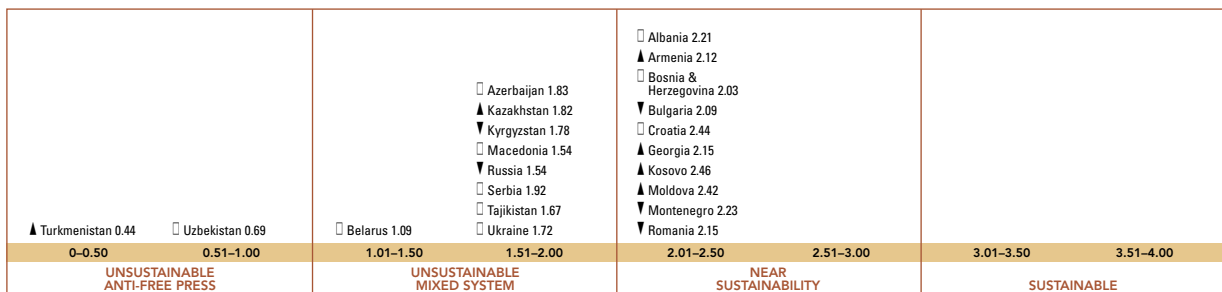 ▲ Turkmenistan 0.44
□ Uzbekistan 0.69
□ Belarus 1.09
□ Azerbaijan 1.83
▲ Kazakhstan 1.82
▼ Kyrgyzstan 1.78
□ Macedonia 1.54
▼ Russia 1.54
□ Serbia 1.92
□ Tajikistan 1.67
□ Ukraine 1.72
□ Albania 2.21
▲ Armenia 2.12
□ Bosnia &
Herzegovina 2.03
▼ Bulgaria 2.09
□ Croatia 2.44
▲ Georgia 2.15
▲ Kosovo 2.46
▲ Moldova 2.42
▼ Montenegro 2.23
▼ Romania 2.15
0–0.50
0.51–1.00
1.01–1.50
1.51–2.00
2.01–2.50
2.51–3.00
3.01–3.50
3.51–4.00
UNSUSTAINABLE
ANTI-FREE PRESS
UNSUSTAINABLE
MIXED SYSTEM
NEAR
SUSTAINABILITY
SUSTAINABLE